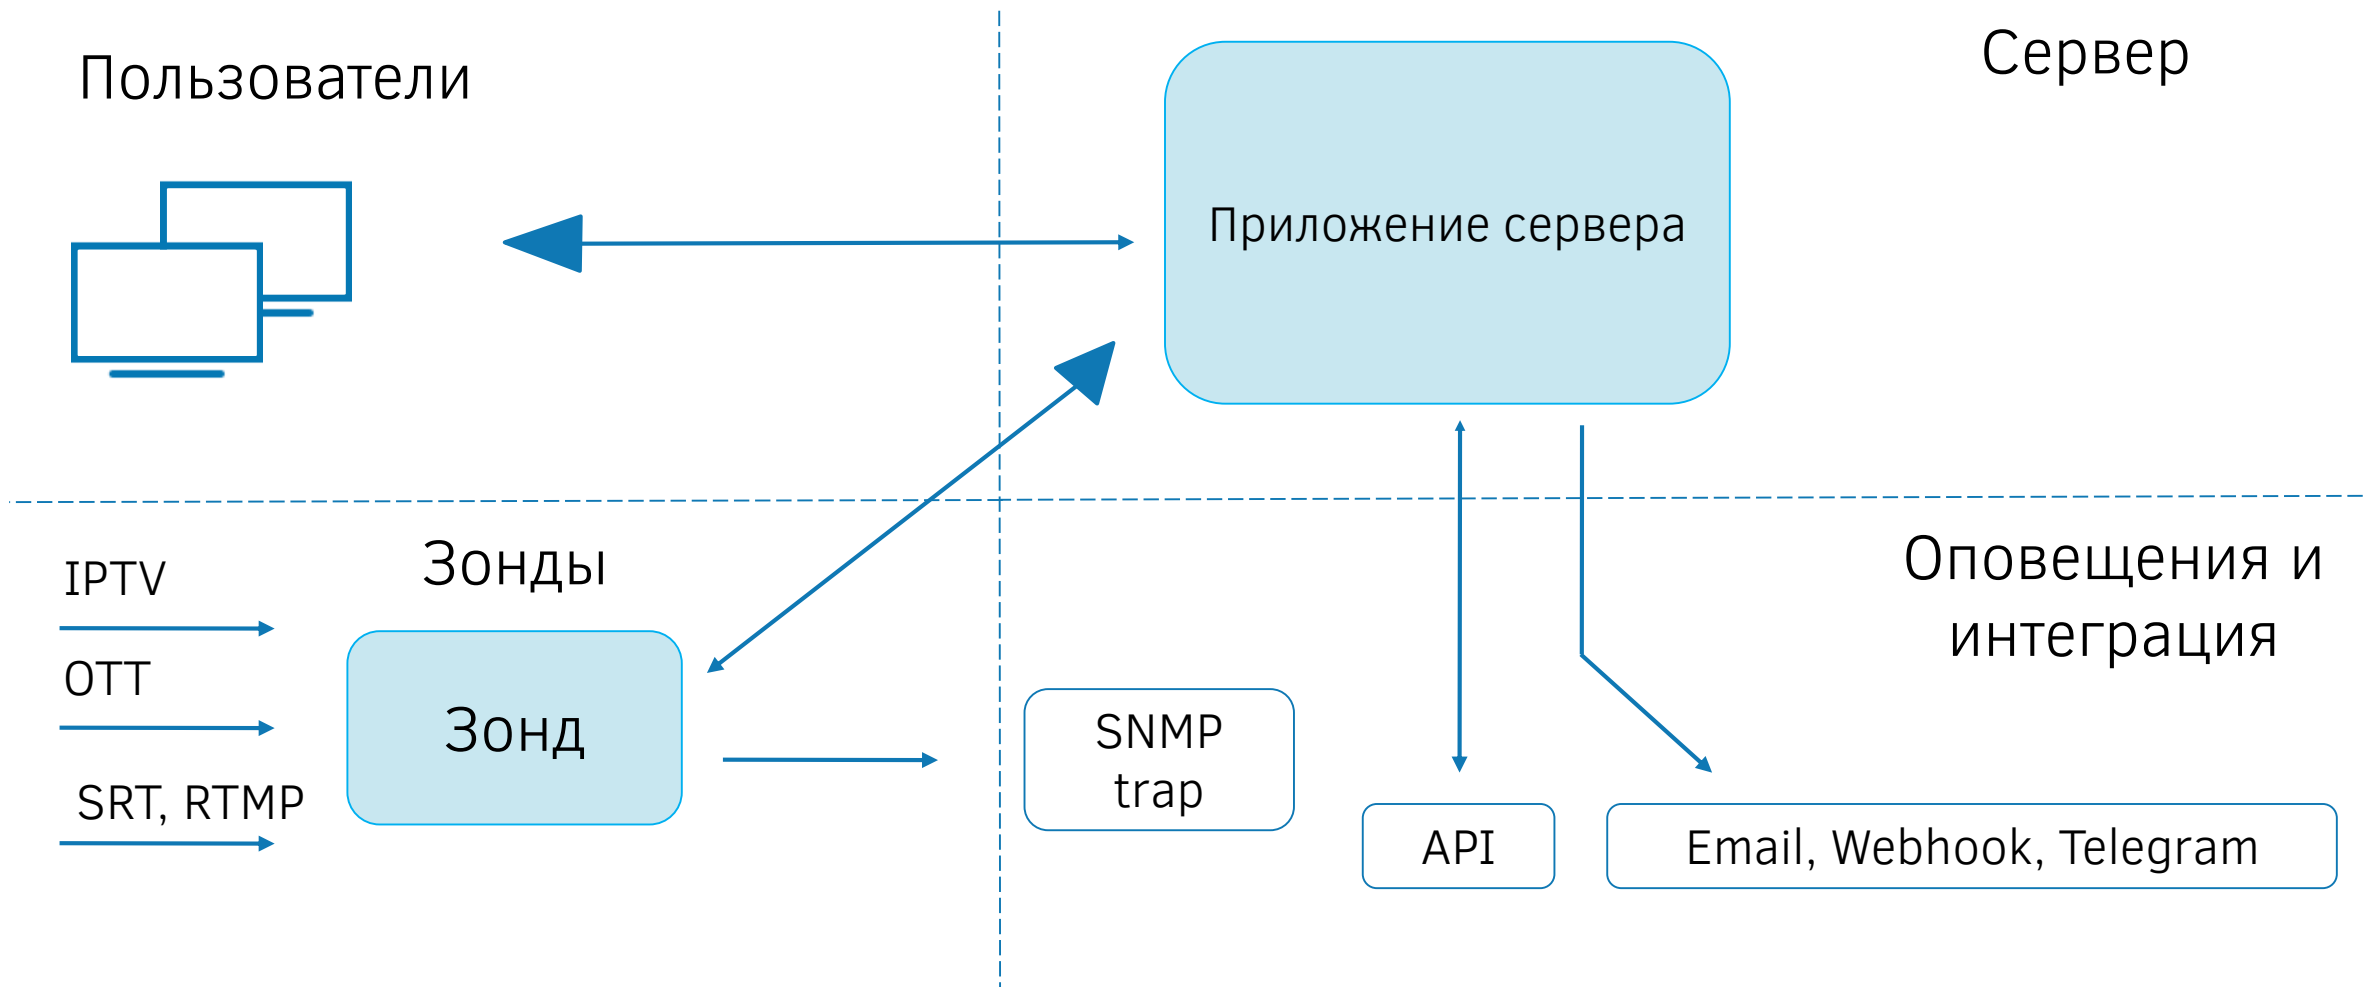 Пользователи
Сервер
Приложение сервера
Зонды
IPTV
OTT
SRT, RTMP
Зонд
Оповещения и
интеграция
SNMP
trap
API
Email, Webhook, Telegram